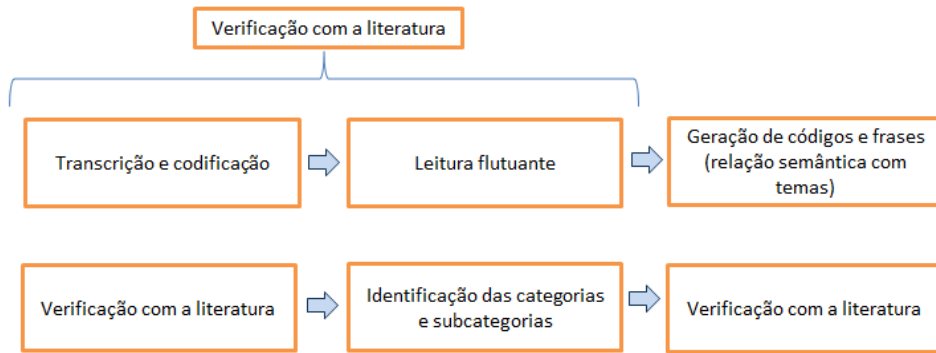 Verificação com a literatura
Transcrição e codificação
Leitura flutuante
Geração de códigos e frases
(relação semântica com
temas)
Verificação com a literatura
Identificação das categorias
e subcategorias
Verificação com a literatura